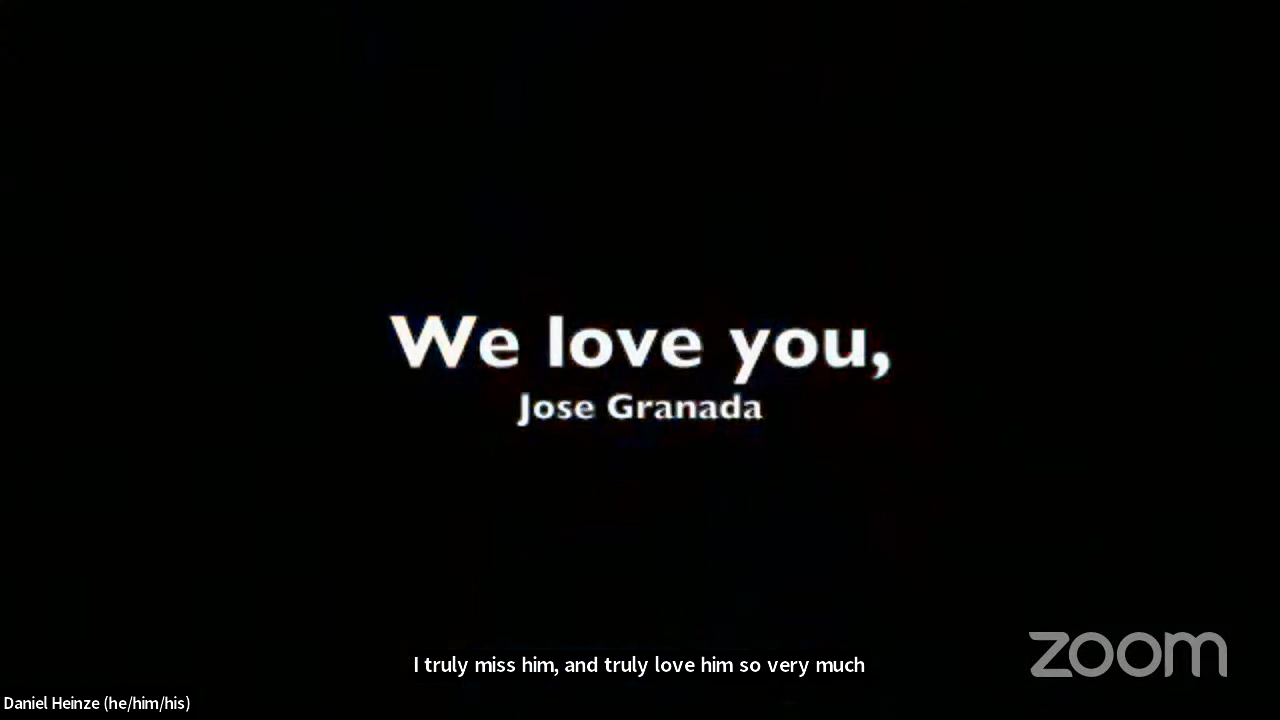 We love you,
Jose Granada
I truly miss him, and truly love him so very much
zoom
Daniel Heinze (he/him/his)